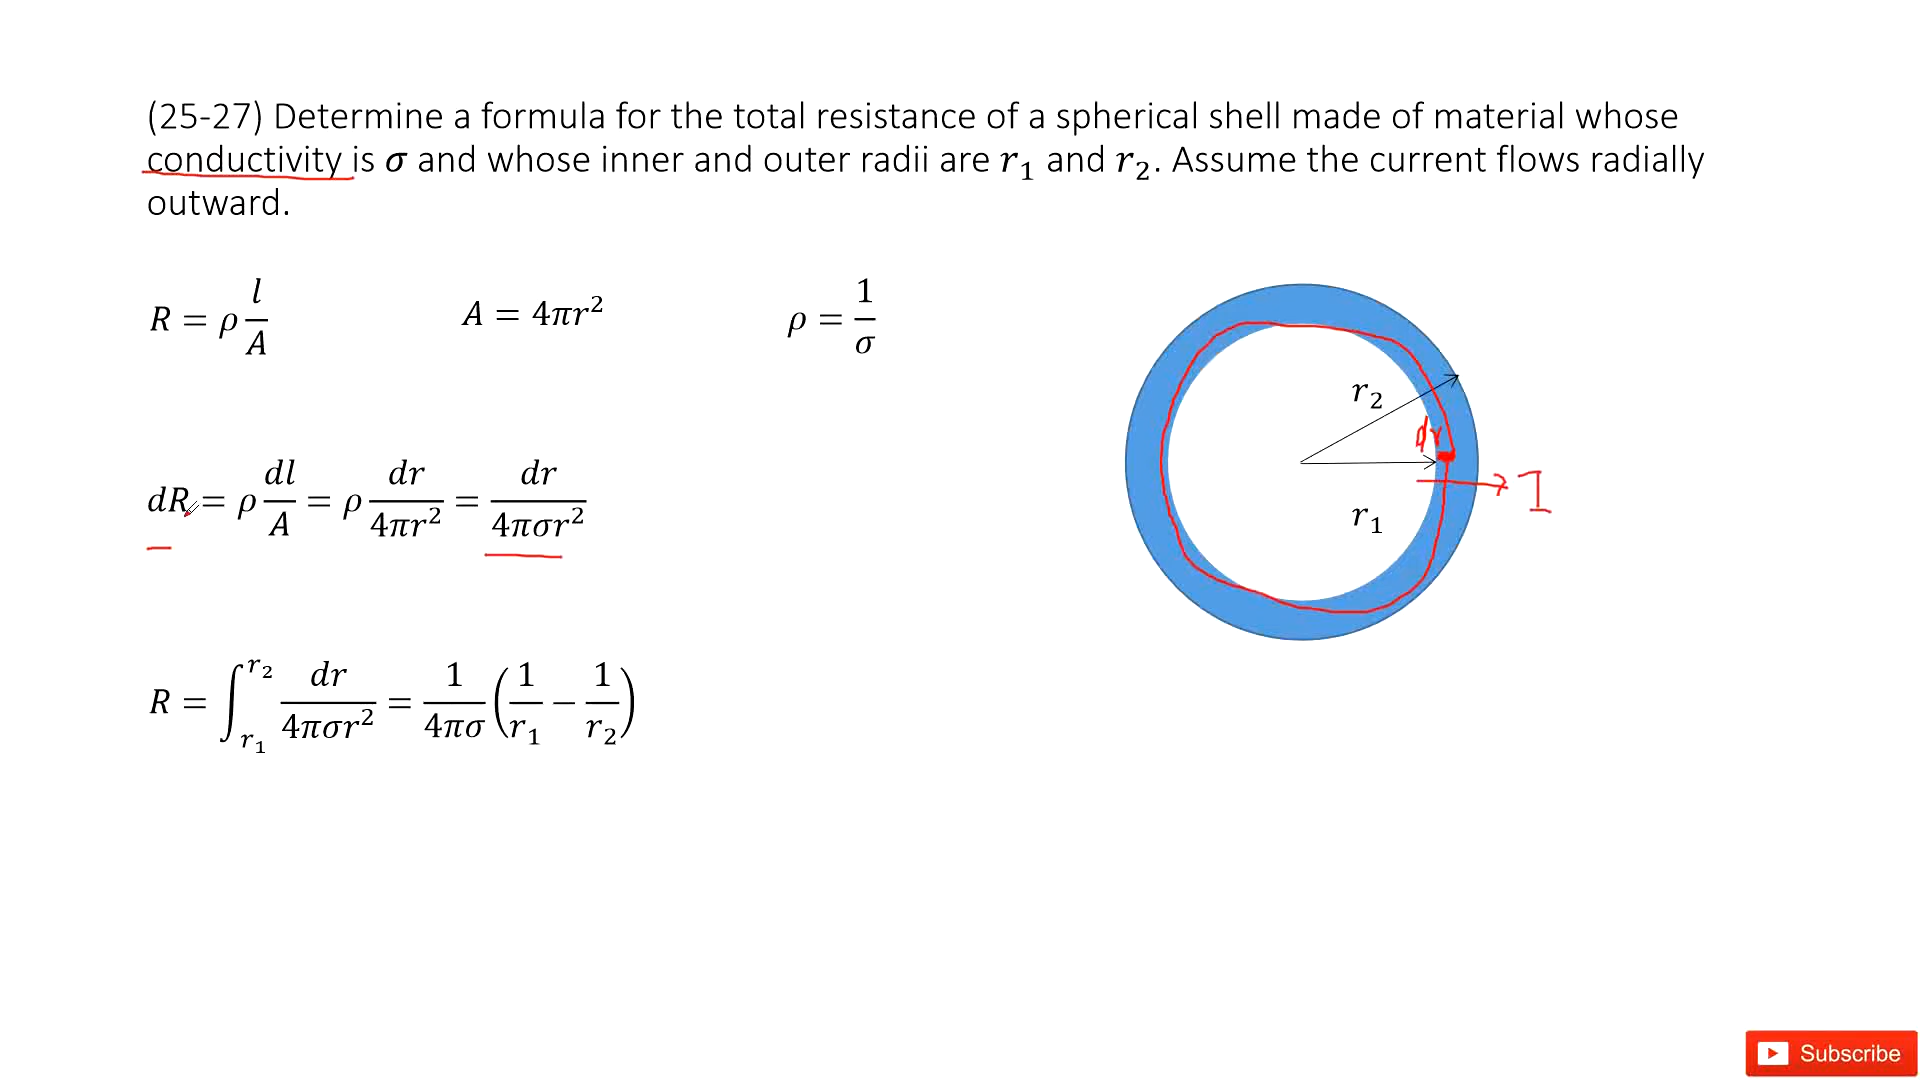 (25-27) Determine a formula for the total resistance of a spherical shell made of material whose
conductivity is σ and whose inner and outer radii are r₁ and r₂. Assume the current flows radially
outward.
R = ρ l/A
A = 4πr²
ρ = 1/σ
dR = ρ dl/A = ρ dr/4πr² = dr/4πσr²
R = ∫_{r₁}^{r₂} dr/4πσr² = 1/4πσ (1/r₁ − 1/r₂)
r₂
dr
r₁
I
Subscribe